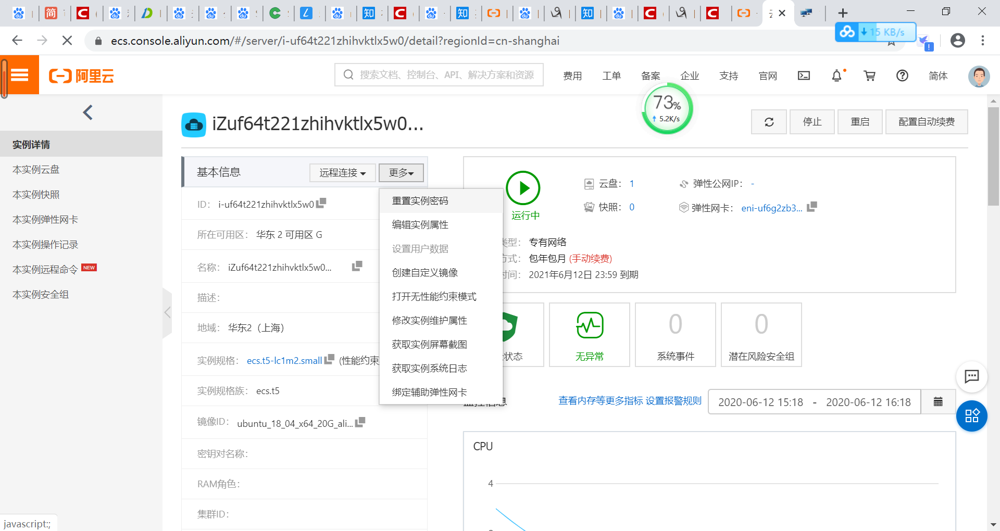 ecs.console.aliyun.com/#/server/i-uf64t221zhihvktlx5w0/detail?regionId=cn-shanghai
15 KB/s
阿里云
搜索文档、控制台、API、解决方案和资源
费用
工单
备案
企业
支持
官网
简体
73%
5.2K/s
iZuf64t221zhihvktlx5w0...
停止
重启
配置自动续费
实例详情
本实例云盘
本实例快照
本实例弹性网卡
本实例操作记录
本实例远程命令 NEW
本实例安全组
基本信息
远程连接
更多
ID: i-uf64t221zhihvktlx5w0
所在可用区: 华东 2 可用区 G
名称: iZuf64t221zhihvktlx5w0...
描述:
地域: 华东2（上海）
实例规格: ecs.t5-lc1m2.small (性能约束
实例规格族: ecs.t5
镜像ID: ubuntu_18_04_x64_20G_ali...
密钥对名称:
RAM角色:
集群ID:
重置实例密码
编辑实例属性
设置用户数据
创建自定义镜像
打开无性能约束模式
修改实例维护属性
获取实例屏幕截图
获取实例系统日志
绑定辅助弹性网卡
运行中
云盘: 1
弹性公网IP: -
快照: 0
弹性网卡: eni-uf6g2zb3...
类型: 专有网络
方式: 包年包月 (手动续费)
时间: 2021年6月12日 23:59 到期
状态
无异常
0
系统事件
0
潜在风险安全组
监控信息
查看内存等更多指标 设置报警规则
2020-06-12 15:18 - 2020-06-12 16:18
CPU
4
javascript:;